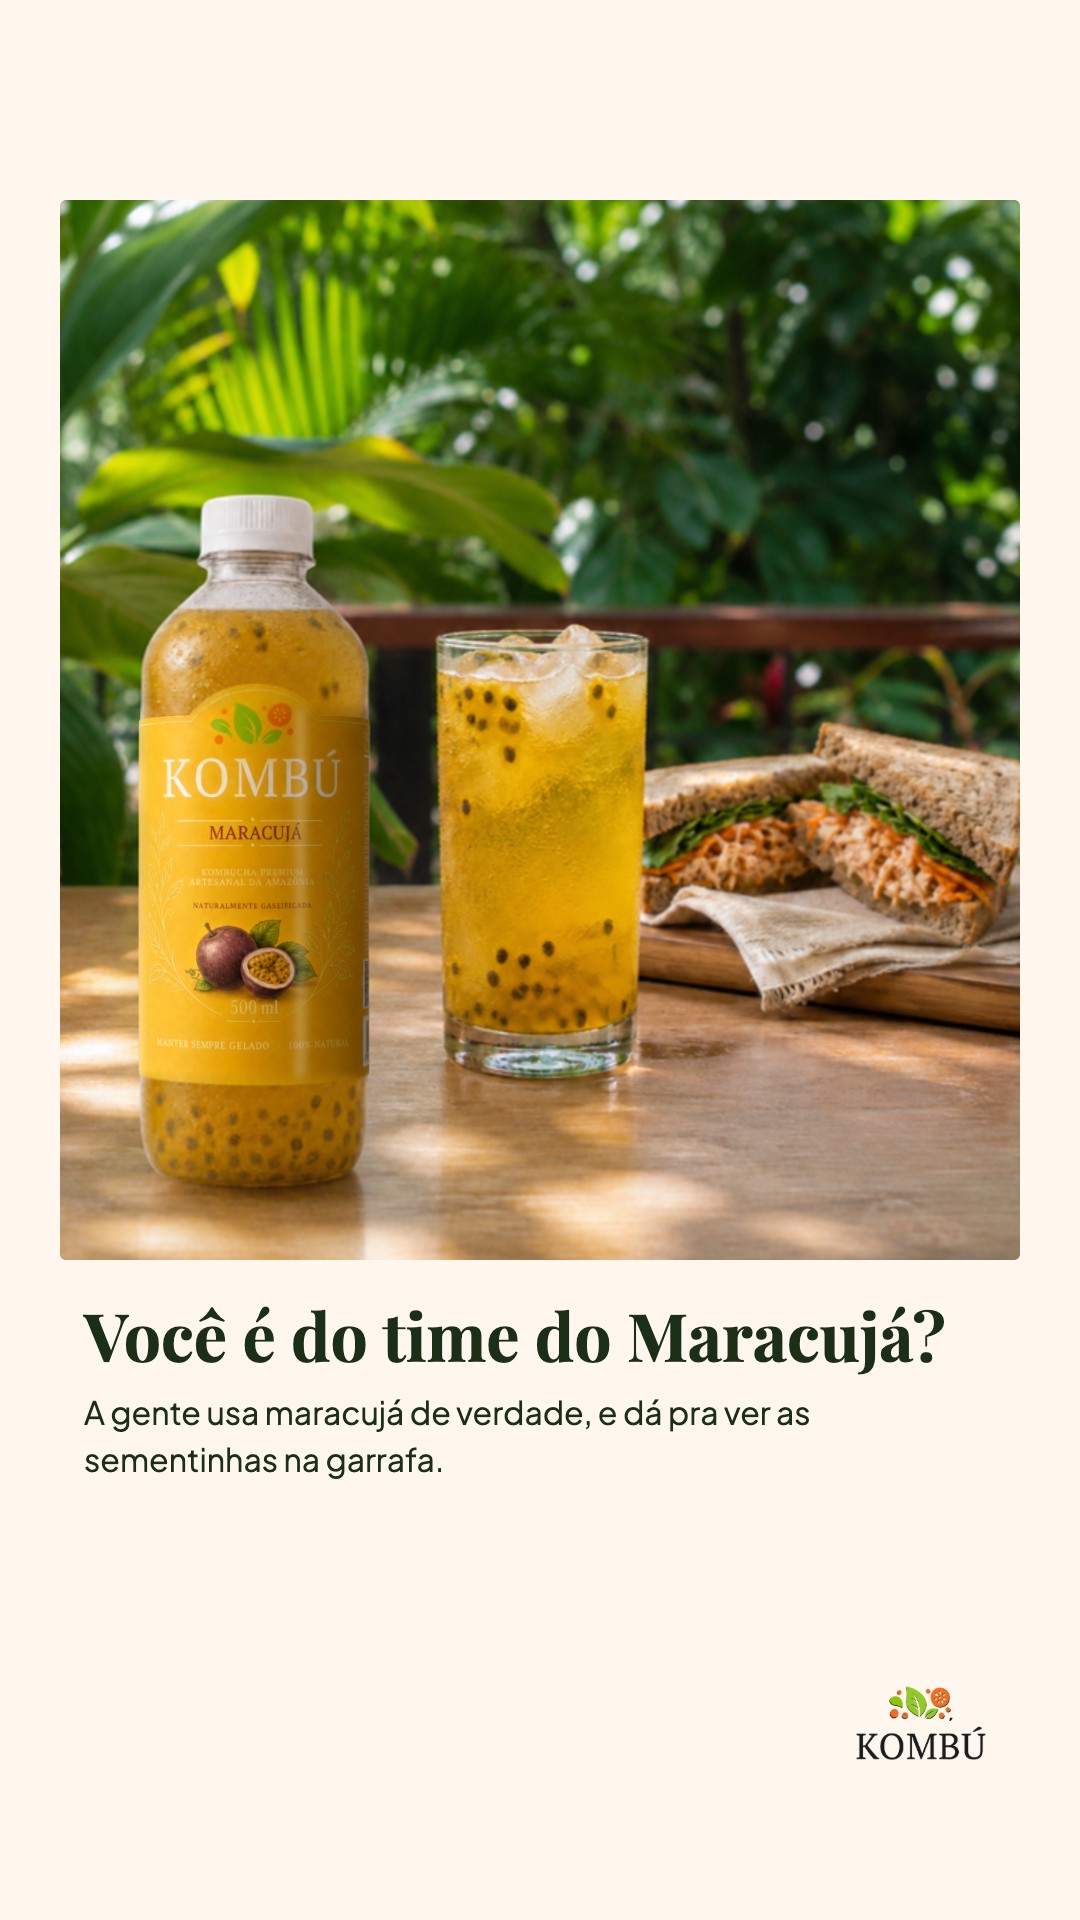 KOMBÚ
MARACUJÁ
KOMBUCHA PREMIUM
ARTESANAL DA AMAZÔNIA
NATURALMENTE GASEIFICADA
500 ml
MANTER SEMPRE GELADO 100% NATURAL
Você é do time do Maracujá?
A gente usa maracujá de verdade, e dá pra ver as
sementinhas na garrafa.
KOMBÚ